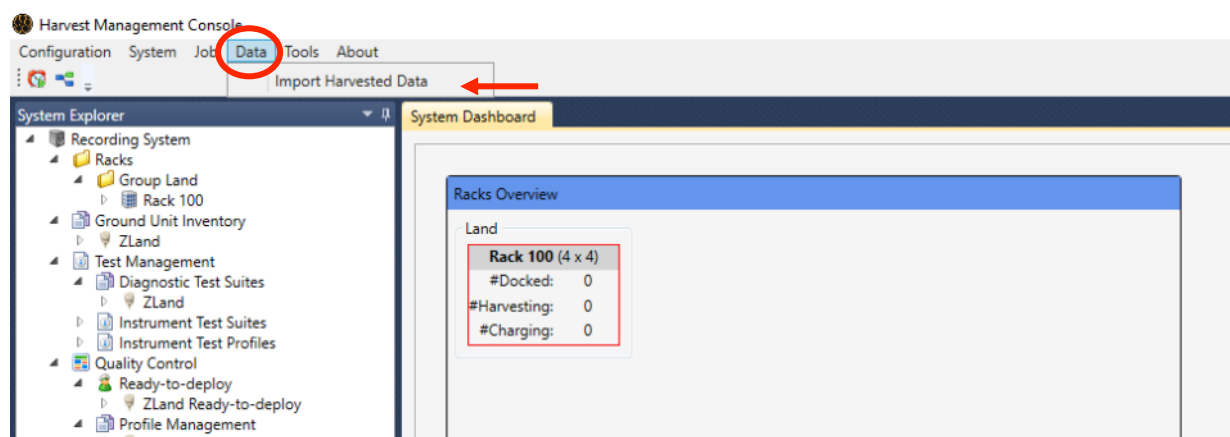 Harvest Management Console
Configuration System Job Data Tools About
Import Harvested Data
System Explorer
Recording System
Racks
Group Land
Rack 100
Ground Unit Inventory
ZLand
Test Management
Diagnostic Test Suites
ZLand
Instrument Test Suites
Instrument Test Profiles
Quality Control
Ready-to-deploy
ZLand Ready-to-deploy
Profile Management
System Dashboard
Racks Overview
Land
Rack 100 (4 x 4)
#Docked: 0
#Harvesting: 0
#Charging: 0